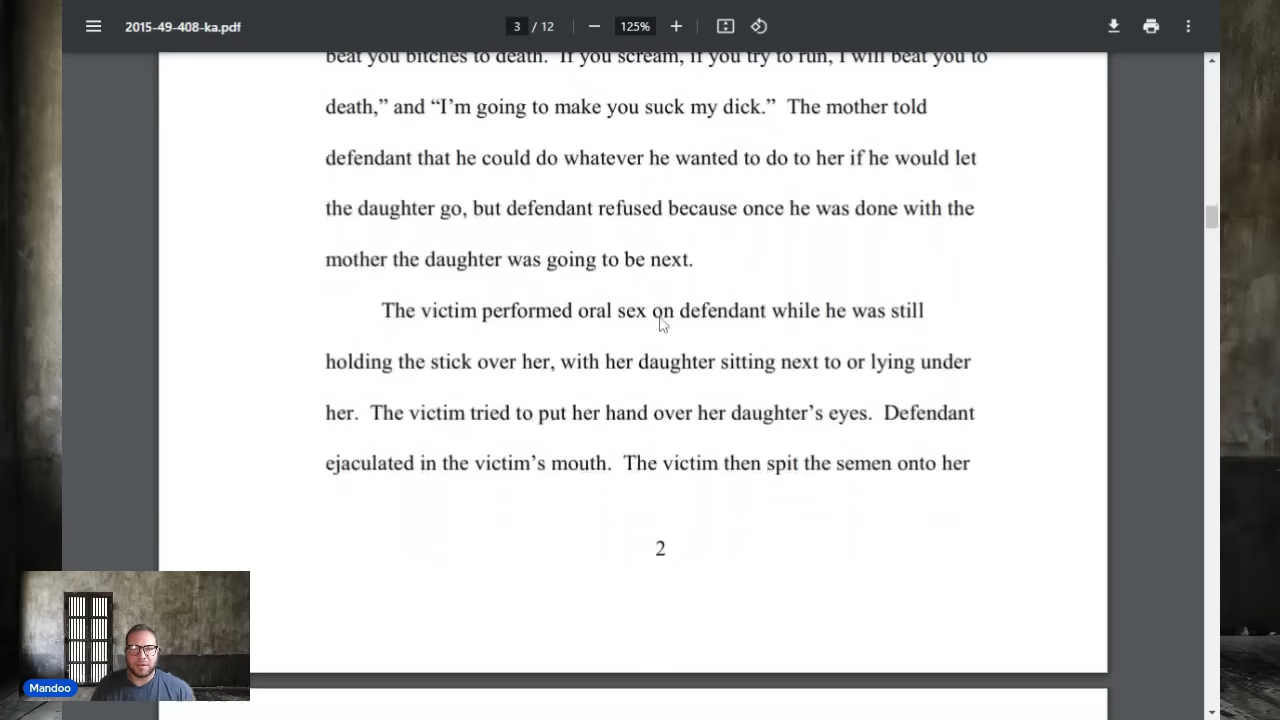 2015-49-408-ka.pdf
3 / 12
125%
beat you bitches to death. If you scream, if you try to run, I will beat you to
death,” and “I’m going to make you suck my dick.” The mother told
defendant that he could do whatever he wanted to do to her if he would let
the daughter go, but defendant refused because once he was done with the
mother the daughter was going to be next.
The victim performed oral sex on defendant while he was still
holding the stick over her, with her daughter sitting next to or lying under
her. The victim tried to put her hand over her daughter’s eyes. Defendant
ejaculated in the victim’s mouth. The victim then spit the semen onto her
2
Mandoo